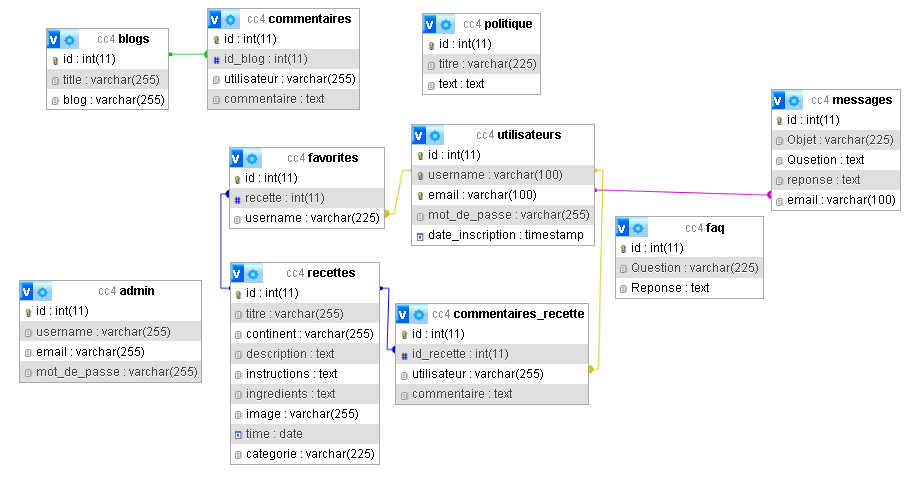 cc4 blogs
id : int(11)
title : varchar(255)
blog : varchar(255)
cc4 commentaires
id : int(11)
id_blog : int(11)
utilisateur : varchar(255)
commentaire : text
cc4 politique
id : int(11)
titre : varchar(225)
text : text
cc4 messages
id : int(11)
Objet : varchar(225)
Qusetion : text
reponse : text
email : varchar(100)
cc4 utilisateurs
id : int(11)
username : varchar(100)
email : varchar(100)
mot_de_passe : varchar(255)
date_inscription : timestamp
cc4 favorites
id : int(11)
recette : int(11)
username : varchar(225)
cc4 faq
id : int(11)
Question : varchar(225)
Reponse : text
cc4 recettes
id : int(11)
titre : varchar(255)
continent : varchar(255)
description : text
instructions : text
ingredients : text
image : varchar(255)
time : date
categorie : varchar(225)
cc4 admin
id : int(11)
username : varchar(255)
email : varchar(255)
mot_de_passe : varchar(255)
cc4 commentaires_recette
id : int(11)
id_recette : int(11)
utilisateur : varchar(255)
commentaire : text